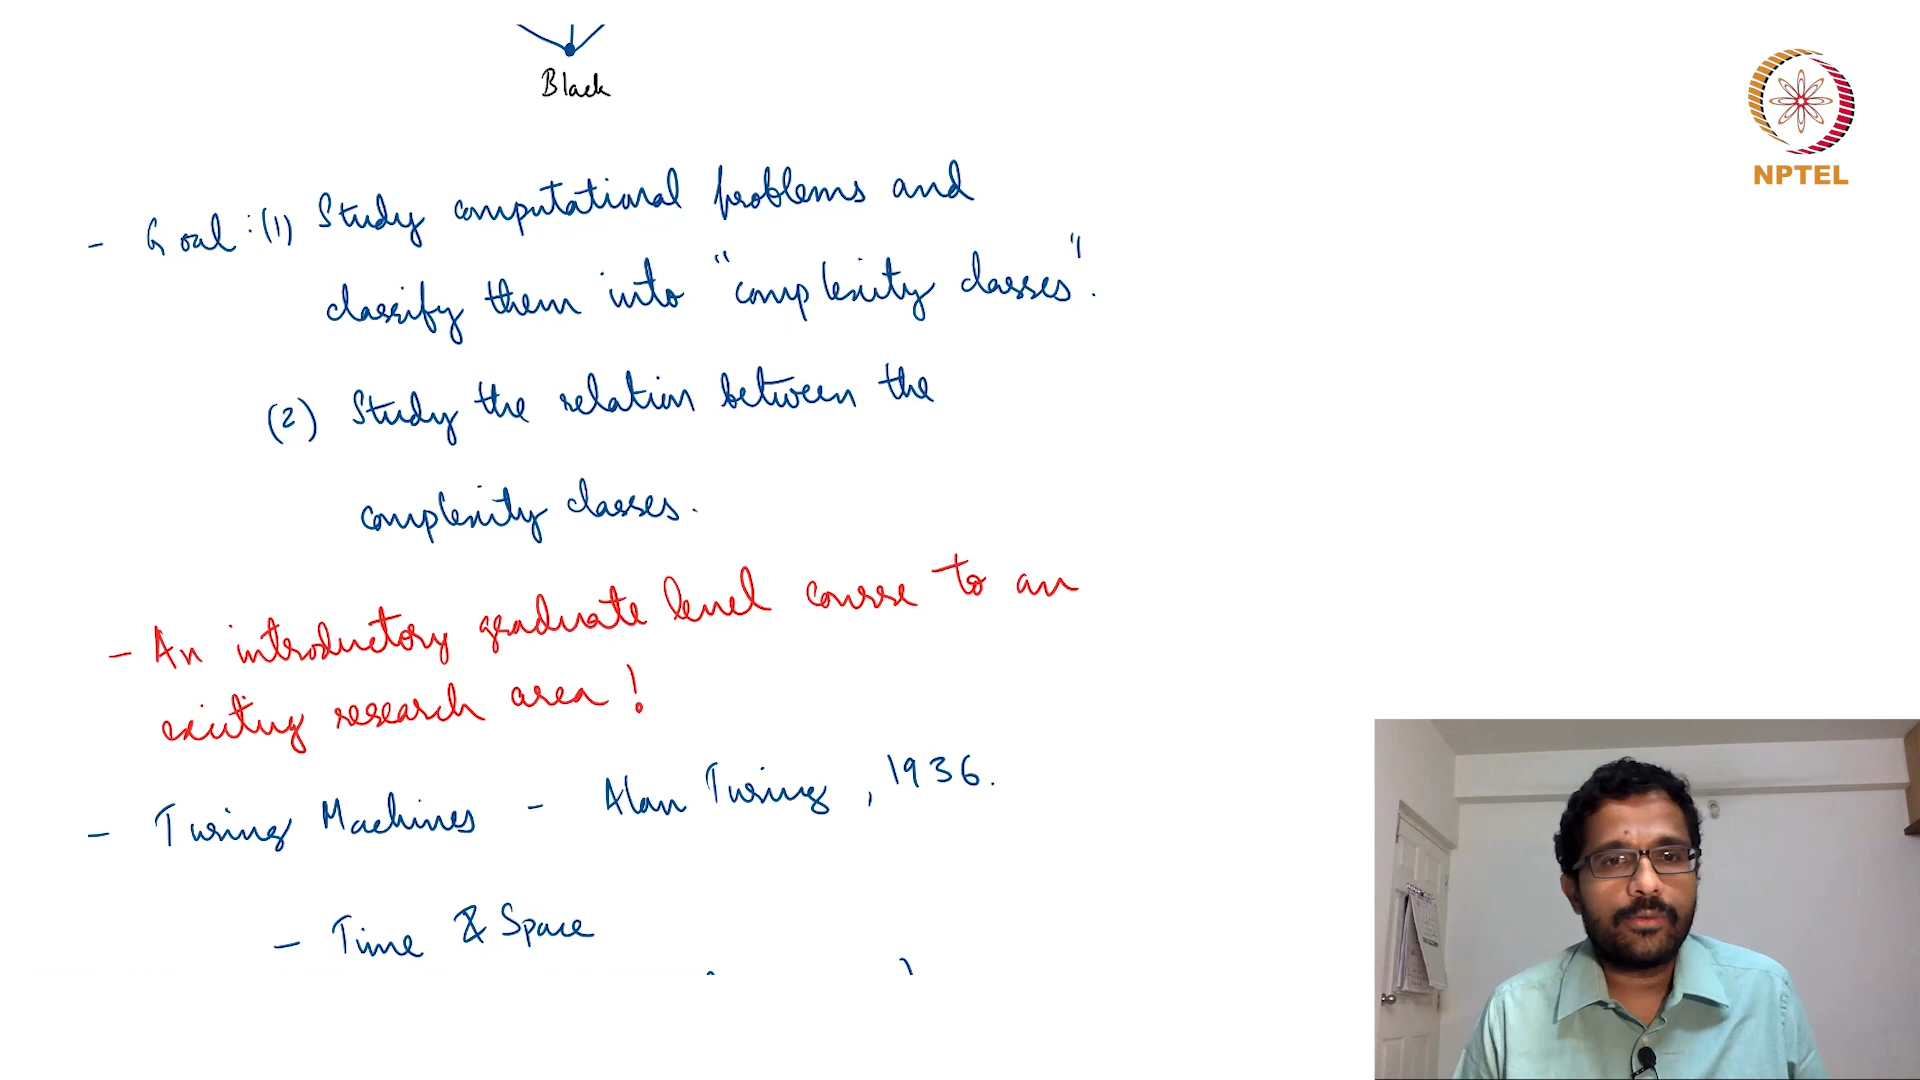 Black
NPTEL
- Goal: (1) Study computational problems and
classify them into "complexity classes".
(2) Study the relation between the
complexity classes.
- An introductory graduate level course to an
exciting research area!
- Turing Machines - Alan Turing, 1936.
- Time & Space